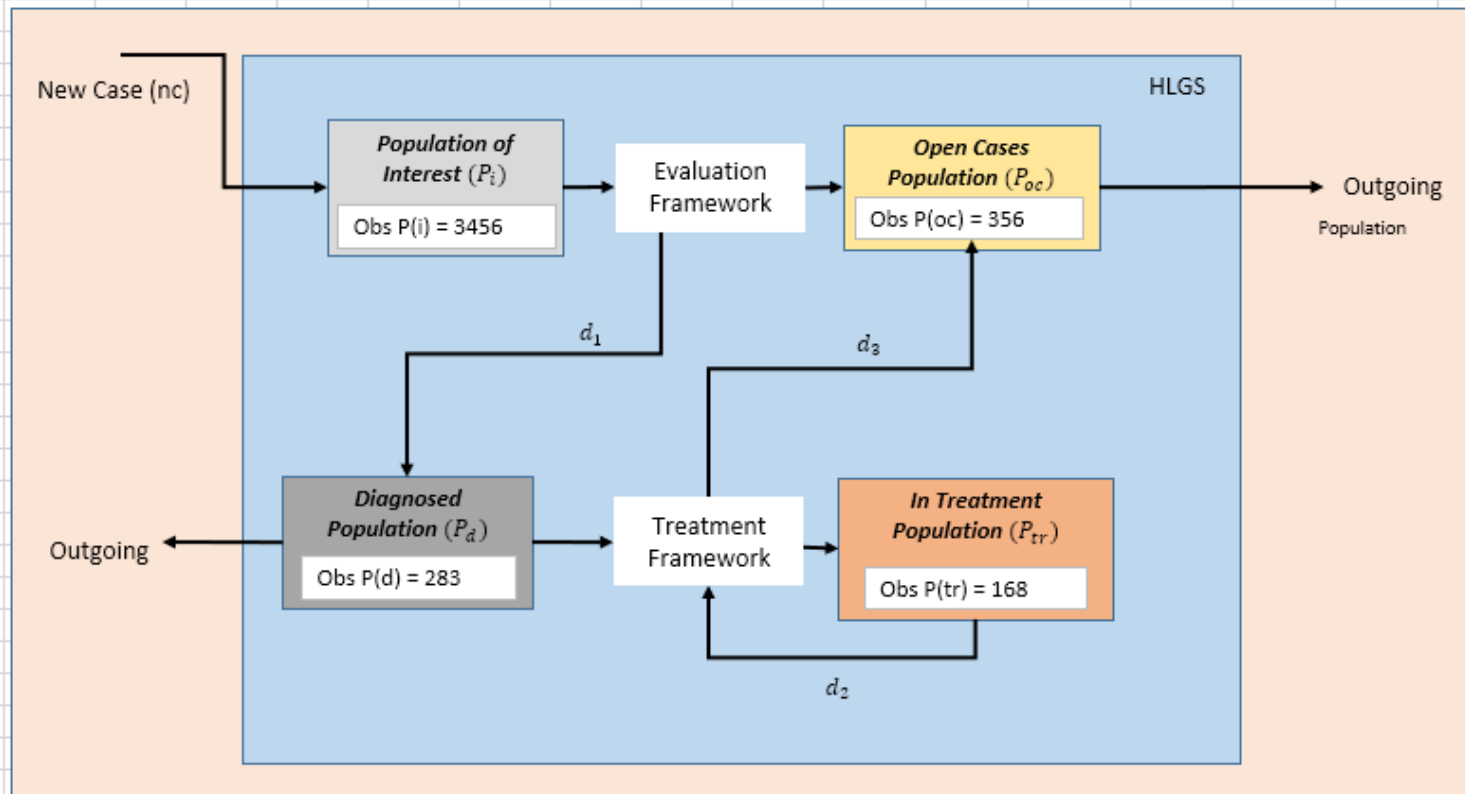 New Case (nc)
HLGS
Population of
Interest (P_i)
Obs P(i) = 3456
Evaluation
Framework
Open Cases
Population (P_oc)
Obs P(oc) = 356
Outgoing
Population
d_1
d_3
Diagnosed
Population (P_d)
Obs P(d) = 283
Outgoing
Treatment
Framework
In Treatment
Population (P_tr)
Obs P(tr) = 168
d_2